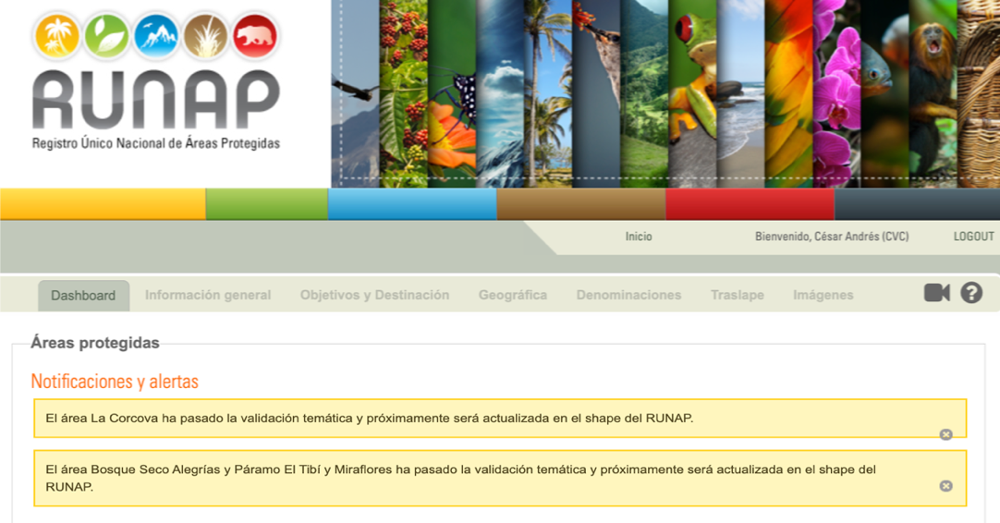 RUNAP
Registro Único Nacional de Áreas Protegidas
Inicio
Bienvenido, César Andrés (CVC)
LOGOUT
Dashboard
Información general
Objetivos y Destinación
Geográfica
Denominaciones
Traslape
Imágenes
Áreas protegidas
Notificaciones y alertas
El área La Corcova ha pasado la validación temática y próximamente será actualizada en el shape del RUNAP.
El área Bosque Seco Alegrías y Páramo El Tibí y Miraflores ha pasado la validación temática y próximamente será actualizada en el shape del
RUNAP.